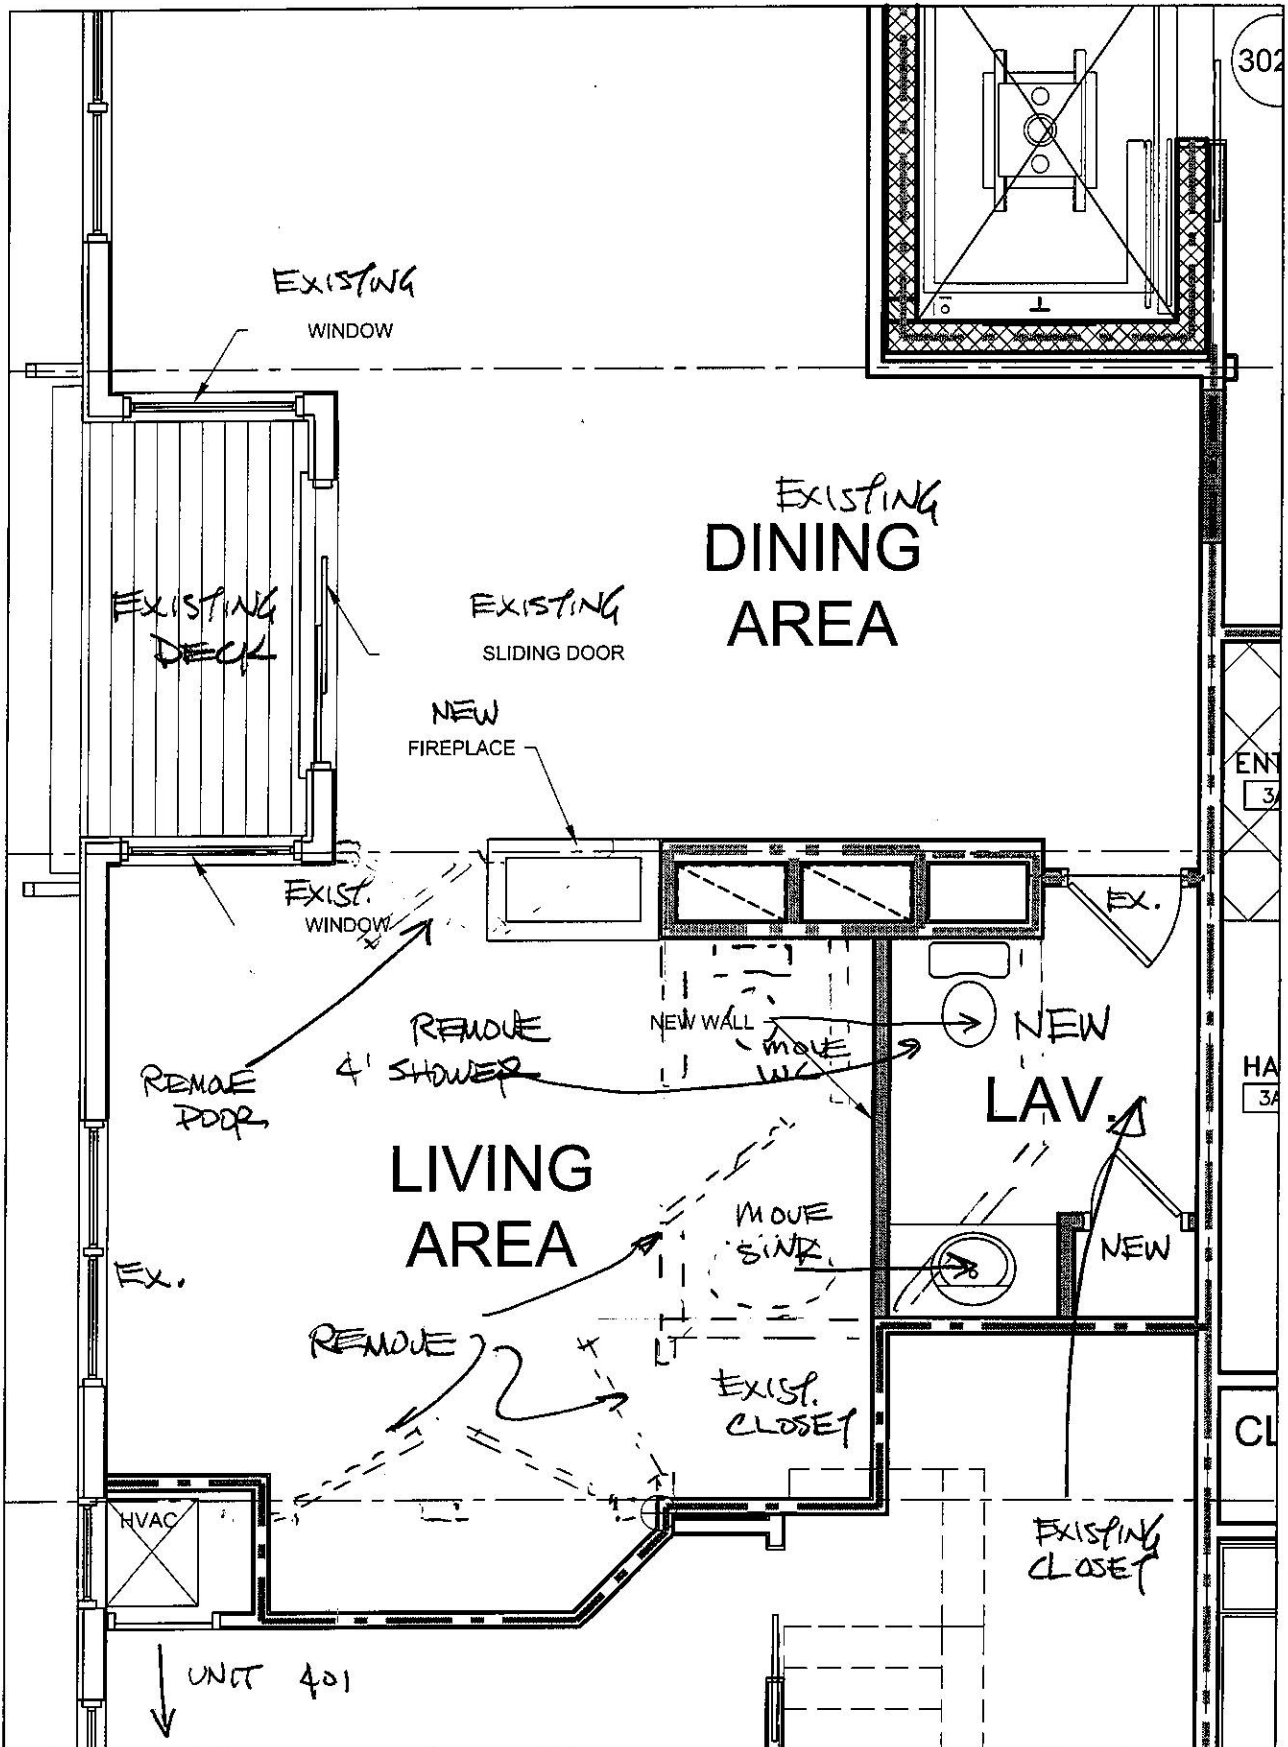 302
EXISTING
WINDOW
EXISTING
DINING
AREA
EXISTING
DECK
EXISTING
SLIDING DOOR
NEW
FIREPLACE
ENT
3A
EXIST.
WINDOW
EX.
REMOVE
4' SHOWER
NEW WALL
MOVE
WC
NEW
LAV.
HA
3A
REMOVE
DOOR
LIVING
AREA
MOVE
SINK
NEW
EX.
REMOVE
EXIST.
CLOSET
CL
HVAC
EXISTING
CLOSET
UNIT 401